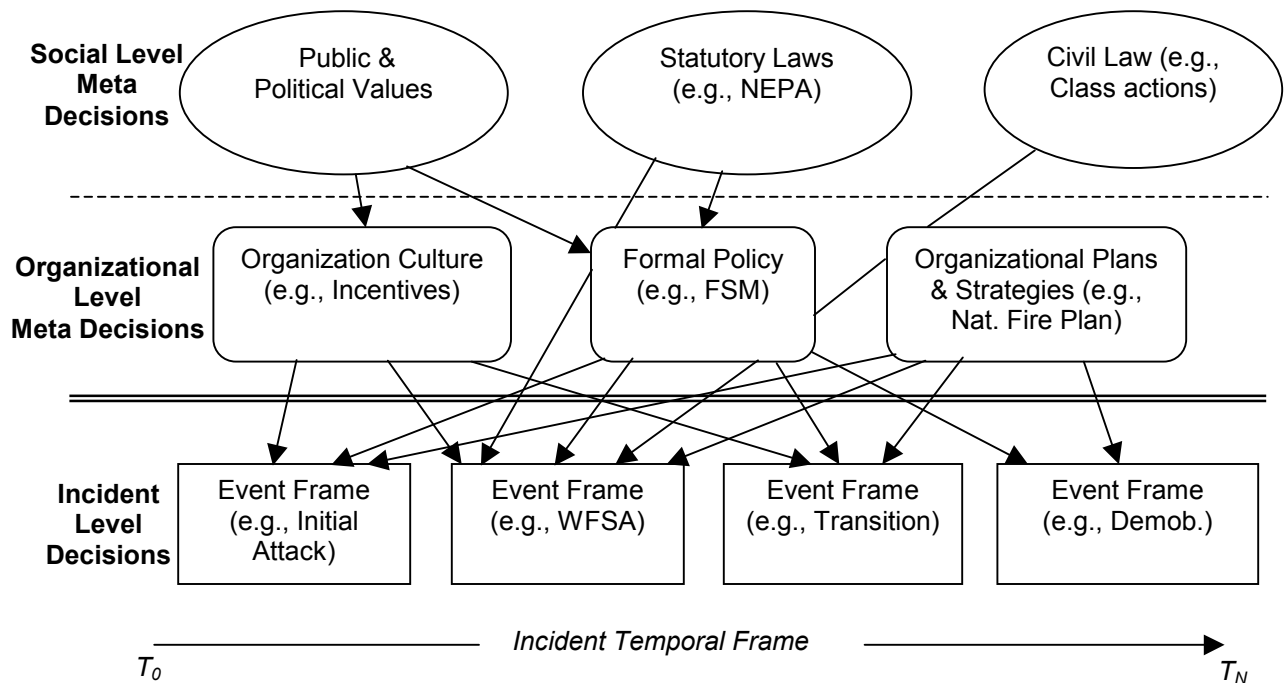 Social Level
Meta
Decisions
Public &
Political Values
Statutory Laws
(e.g., NEPA)
Civil Law (e.g.,
Class actions)
Organizational
Level
Meta Decisions
Organization Culture
(e.g., Incentives)
Formal Policy
(e.g., FSM)
Organizational Plans
& Strategies (e.g.,
Nat. Fire Plan)
Incident
Level
Decisions
Event Frame
(e.g., Initial
Attack)
Event Frame
(e.g., WFSA)
Event Frame
(e.g., Transition)
Event Frame
(e.g., Demob.)
Incident Temporal Frame
T0
TN